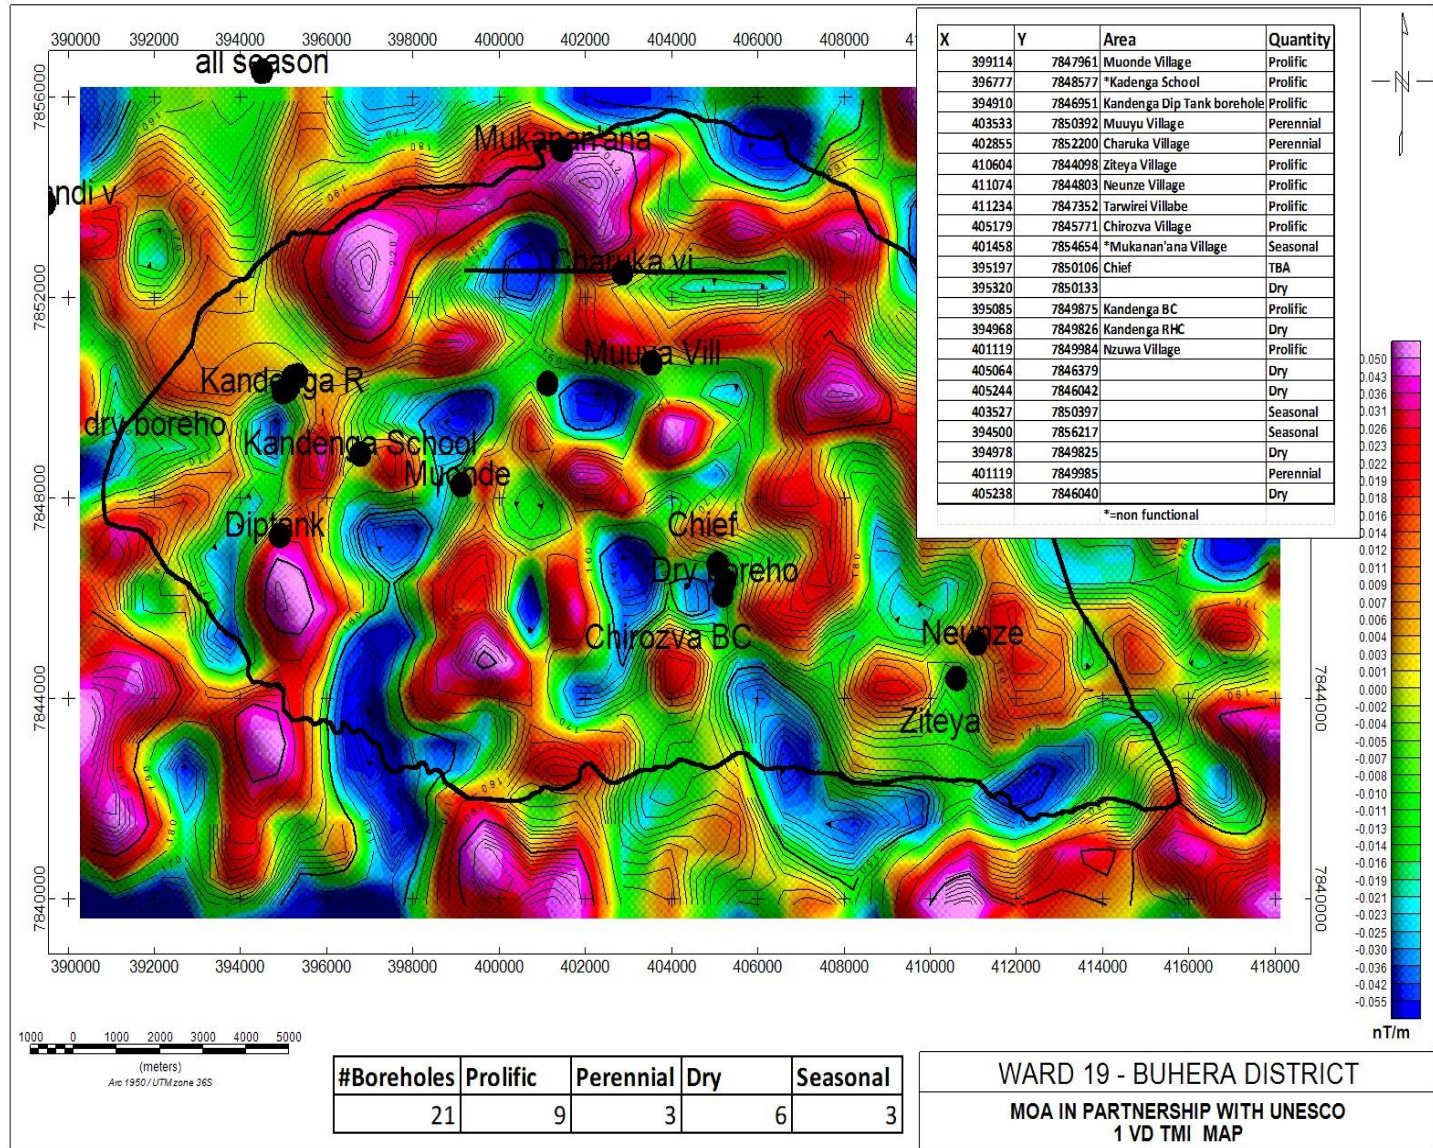 390000 392000 394000 396000 398000 400000 402000 404000 406000 408000
all season
7856000
7852000
7848000
7844000
7840000
Mukanan'ana
Charuka vi
Muuya Vill
Kandenga R
dry boreho
Kandenga School
Muonde
Diptank
Chief
Dry boreho
Chirozva BC
Neunze
Ziteya
7844000
7840000
390000 392000 394000 396000 398000 400000 402000 404000 406000 408000 410000 412000 414000 416000 418000
X Y Area Quantity
399114 7847961 Muonde Village Prolific
396777 7848577 *Kadenga School Prolific
394910 7846951 Kandenga Dip Tank borehole Prolific
403533 7850392 Muuyu Village Perennial
402855 7852200 Charuka Village Perennial
410604 7844098 Ziteya Village Prolific
411074 7844803 Neunze Village Prolific
411234 7847352 Tarwirei Villabe Prolific
405179 7845771 Chirozva Village Prolific
401458 7854654 *Mukanan'ana Village Seasonal
395197 7850106 Chief TBA
395320 7850133 Dry
395085 7849875 Kandenga BC Prolific
394968 7849826 Kandenga RHC Dry
401119 7849984 Nzuwa Village Prolific
405064 7846379 Dry
405244 7846042 Dry
403527 7850397 Seasonal
394500 7856217 Seasonal
394978 7849825 Dry
401119 7849985 Perennial
405238 7846040 Dry
*=non functional
N
0.050
0.043
0.036
0.031
0.026
0.023
0.022
0.019
0.018
0.016
0.014
0.012
0.009
0.007
0.006
0.004
0.003
0.001
0.000
-0.002
-0.004
-0.005
-0.007
-0.008
-0.010
-0.011
-0.013
-0.014
-0.016
-0.019
-0.021
-0.023
-0.025
-0.030
-0.036
-0.042
-0.055
nT/m
1000 0 1000 2000 3000 4000 5000
(meters)
Arc 1950 / UTM zone 36S
#Boreholes Prolific Perennial Dry Seasonal
21 9 3 6 3
WARD 19 - BUHERA DISTRICT
MOA IN PARTNERSHIP WITH UNESCO
1 VD TMI MAP